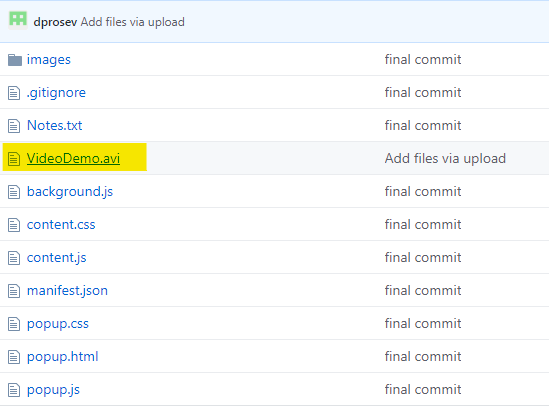 dprosev Add files via upload
images final commit
.gitignore final commit
Notes.txt final commit
VideoDemo.avi Add files via upload
background.js final commit
content.css final commit
content.js final commit
manifest.json final commit
popup.css final commit
popup.html final commit
popup.js final commit